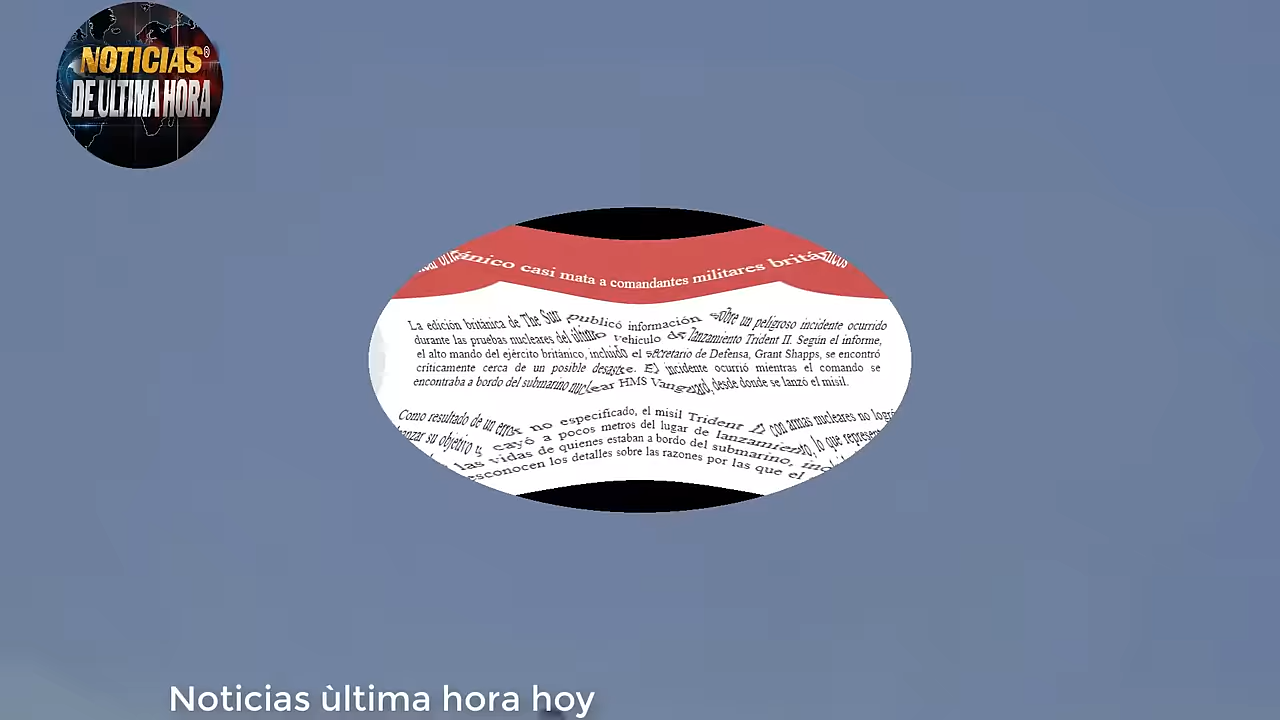 NOTICIAS®
DE ULTIMA HORA
británico casi mata a comandantes militares británicos
La edición británica de The Sun publicó información sobre un peligroso incidente ocurrido
durante las pruebas nucleares del último vehículo de lanzamiento Trident II. Según el informe,
el alto mando del ejército británico, incluido el secretario de Defensa, Grant Shapps, se encontró
críticamente cerca de un posible desastre. El incidente ocurrió mientras el comando se
encontraba a bordo del submarino nuclear HMS Vanguard, desde donde se lanzó el misil.
Como resultado de un error no especificado, el misil Trident II con armas nucleares no logró
su objetivo y cayó a pocos metros del lugar de lanzamiento, lo que
las vidas de quienes estaban a bordo del submarino,
los detalles sobre las razones por las que el
Noticias ùltima hora hoy